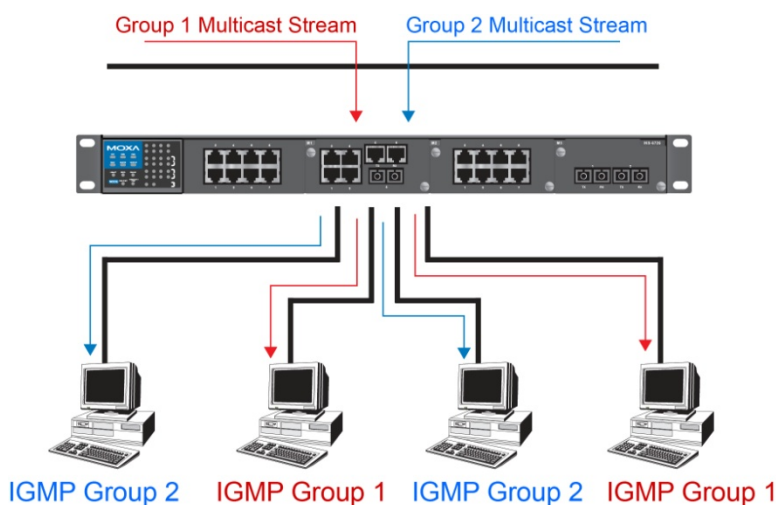 Group 1 Multicast Stream
Group 2 Multicast Stream
MOXA
IGMP Group 2
IGMP Group 1
IGMP Group 2
IGMP Group 1